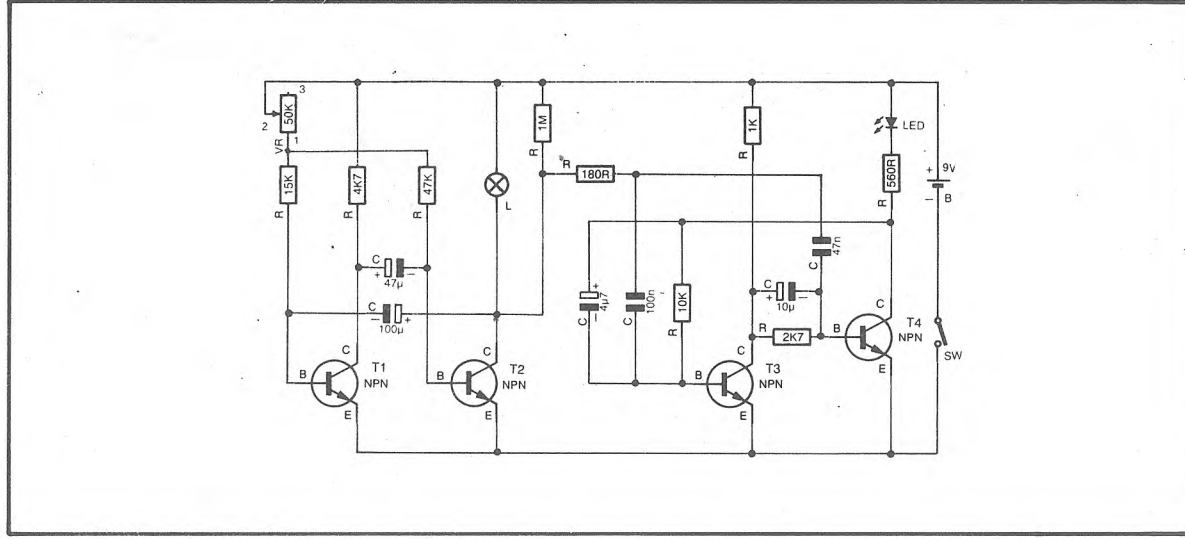 3
50K
2
1
VR
15K
R
4K7
R
47K
R
L
1M
R
R
180R
1K
R
LED
560R
R
9V
+
B
−
C
+
−
47µ
C
−
+
100µ
+
4µ7
C
−
100n
C
10K
R
47n
C
C
+
−
10µ
R
2K7
B
C
T1
NPN
E
B
C
T2
NPN
E
B
C
T3
NPN
E
B
C
T4
NPN
E
SW